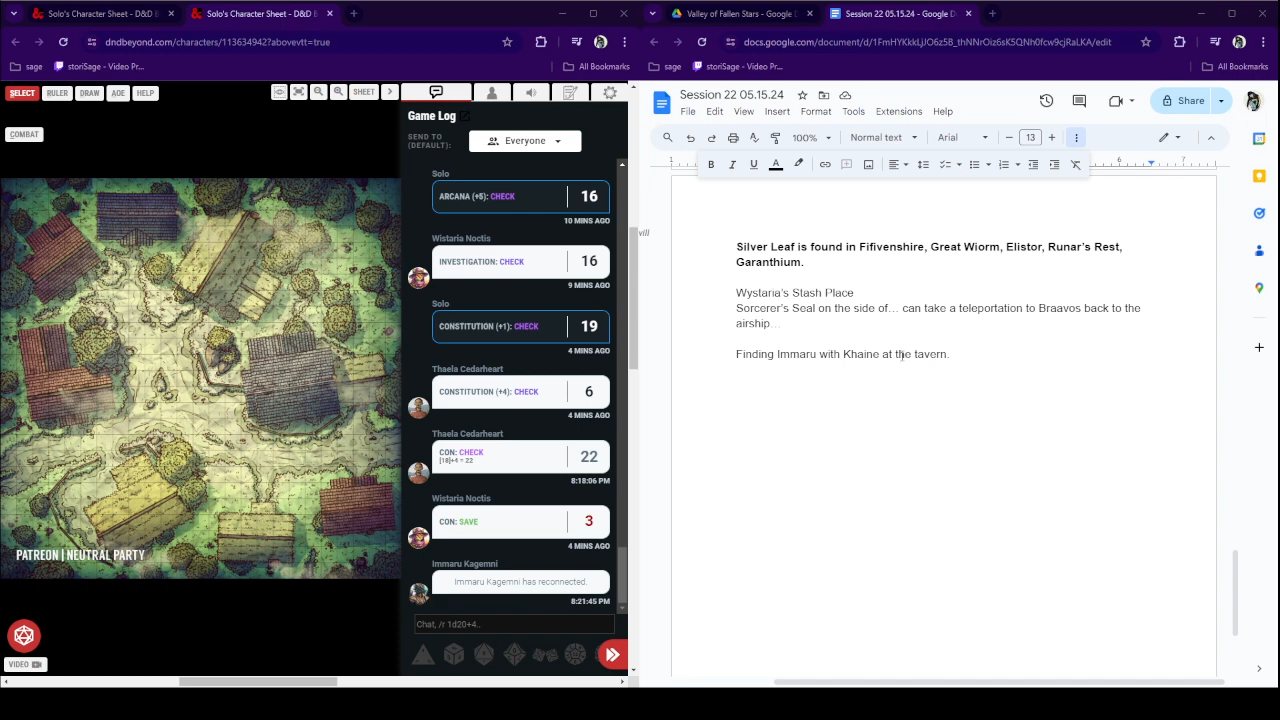 Solo's Character Sheet - D&D B
Solo's Character Sheet - D&D B
dndbeyond.com/characters/113634942?abovevtt=true
sage
storiSage - Video Pr...
All Bookmarks
SELECT
RULER
DRAW
AOE
HELP
SHEET
COMBAT
Game Log
SEND TO
(DEFAULT):
Everyone
Solo
ARCANA (+5): CHECK
16
10 MINS AGO
Wistaria Noctis
INVESTIGATION: CHECK
16
9 MINS AGO
Solo
CONSTITUTION (+1): CHECK
19
4 MINS AGO
Thaela Cedarheart
CONSTITUTION (+4): CHECK
6
4 MINS AGO
Thaela Cedarheart
CON: CHECK
[18]+4 = 22
22
8:18:06 PM
Wistaria Noctis
CON: SAVE
3
4 MINS AGO
Immaru Kagemni
Immaru Kagemni has reconnected.
8:21:45 PM
Chat, /r 1d20+4..
PATREON | NEUTRAL PARTY
VIDEO
Valley of Fallen Stars - Google D
Session 22 05.15.24 - Google D
sage
storiSage - Video Pr...
All Bookmarks
Session 22 05.15.24
File
Edit
View
Insert
Format
Tools
Extensions
Help
Share
100%
Normal text
Arial
13
1
6
7
Silver Leaf is found in Fifivenshire, Great Wiorm, Elistor, Runar's Rest,
Garanthium.
Wystaria's Stash Place
Sorcerer's Seal on the side of… can take a teleportation to Braavos back to the
airship…
Finding Immaru with Khaine at the tavern.